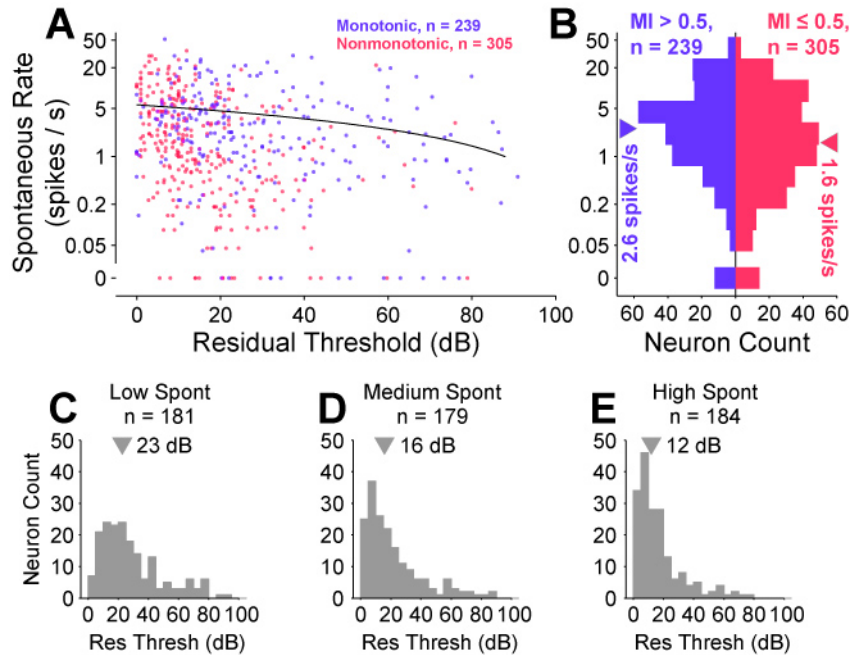 A
Monotonic, n = 239
Nonmonotonic, n = 305
Spontaneous Rate
(spikes / s)
50
20
5
1
0.2
0.05
0
0 20 40 60 80 100
Residual Threshold (dB)
B
MI > 0.5,
n = 239
MI ≤ 0.5,
n = 305
50
20
5
1
0.2
0.05
0
2.6 spikes/s
1.6 spikes/s
60 40 20 0 20 40 60
Neuron Count
C
Low Spont
n = 181
23 dB
Neuron Count
50
40
30
20
10
0
0 20 40 60 80 100
Res Thresh (dB)
D
Medium Spont
n = 179
16 dB
50
40
30
20
10
0
0 20 40 60 80 100
Res Thresh (dB)
E
High Spont
n = 184
12 dB
50
40
30
20
10
0
0 20 40 60 80 100
Res Thresh (dB)